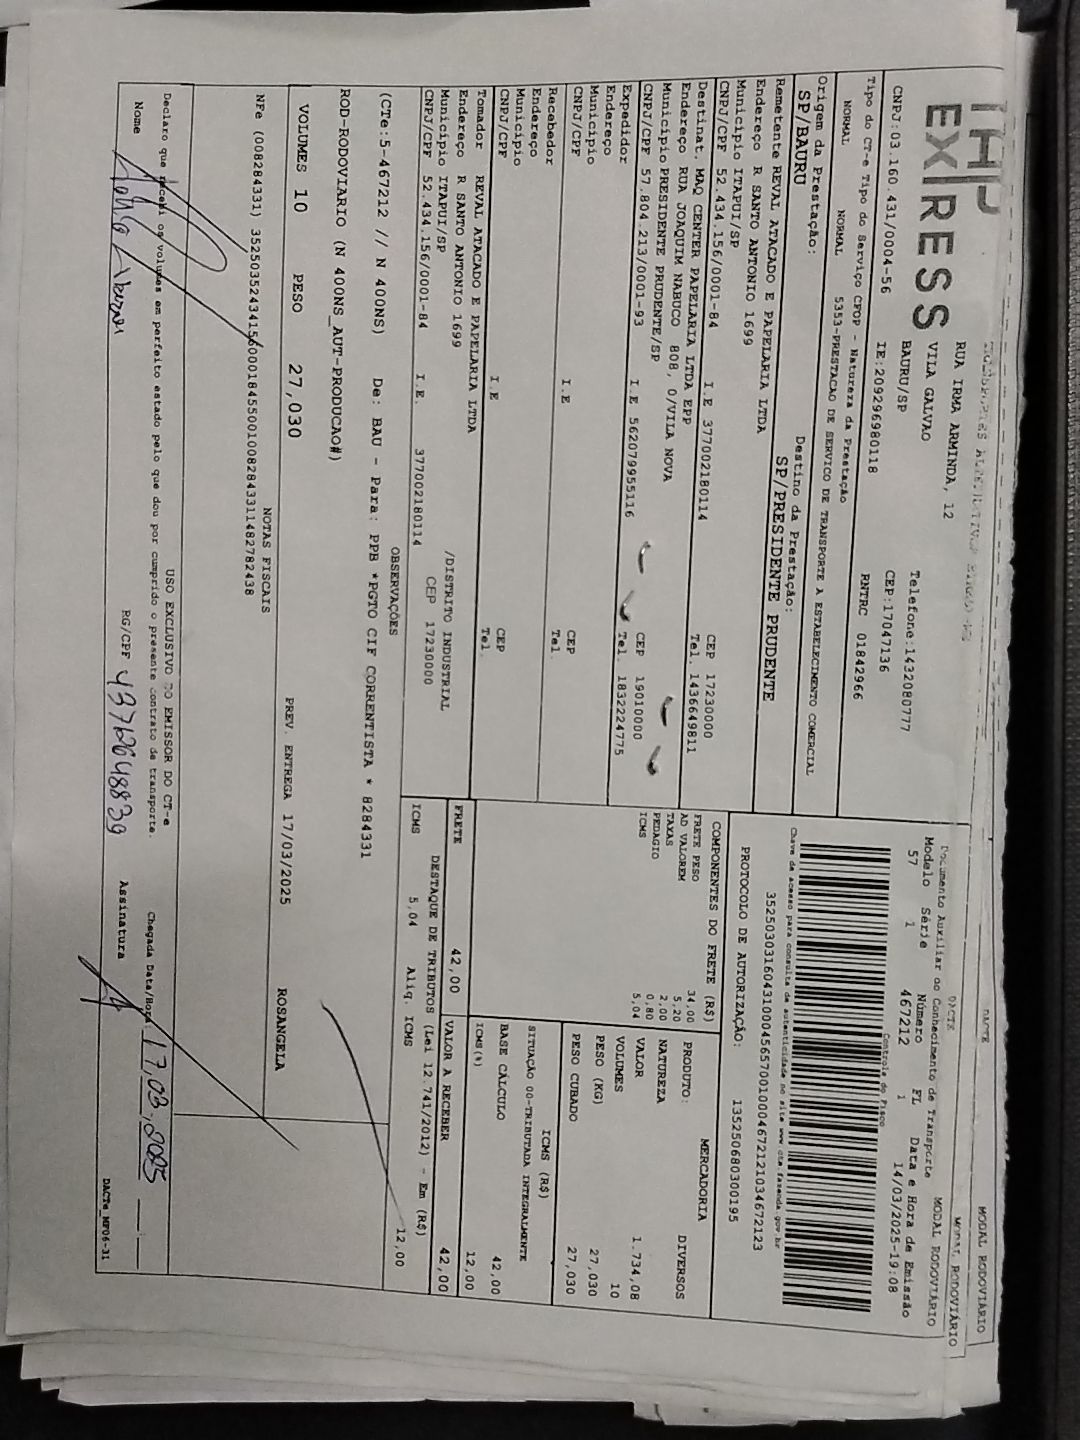 THP
EX|RESS
RUA IRMA ARMINDA, 12
VILA GALVAO
BAURU/SP
Telefone:1432080777
CEP:17047136
CNPJ:03.160.431/0004-56
IE:209296980118
RNTRC 01842966
Tipo do CT-e Tipo do Serviço CFOP - Natureza da Prestação
NORMAL NORMAL 5353-PRESTACAO DE SERVICO DE TRANSPORTE A ESTABELECIMENTO COMERCIAL
Origem da Prestação: Destino da Prestação:
SP/BAURU SP/PRESIDENTE PRUDENTE
Remetente REVAL ATACADO E PAPELARIA LTDA
Endereço R SANTO ANTONIO 1699
Município ITAPUI/SP CEP 17230000
CNPJ/CPF 52.434.156/0001-84 I.E 377002180114 Tel. 1436649811
Destinat. MAQ CENTER PAPELARIA LTDA EPP
Endereço RUA JOAQUIM NABUCO 808, 0/VILA NOVA
Município PRESIDENTE PRUDENTE/SP CEP 19010000
CNPJ/CPF 57.804.213/0001-93 I.E 562079955116 Tel. 1832224775
Expedidor
Endereço
Município CEP
CNPJ/CPF I.E Tel.
Recebedor
Endereço
Município CEP
CNPJ/CPF I.E Tel.
Tomador REVAL ATACADO E PAPELARIA LTDA
Endereço R SANTO ANTONIO 1699 /DISTRITO INDUSTRIAL
Município ITAPUI/SP CEP 17230000
CNPJ/CPF 52.434.156/0001-84 I.E. 377002180114
DACTE MODAL RODOVIÁRIO
DACTE MODAL RODOVIÁRIO
Documento Auxiliar do Conhecimento de Transporte MODAL RODOVIÁRIO
Modelo Série Número FL Data e Hora de Emissão
57 1 467212 1 14/03/2025-19:08
Controle do Fisco
Chave de acesso para consulta de autenticidade no site www.cte.fazenda.gov.br
35250303160431000456570010004672121034672123
PROTOCOLO DE AUTORIZAÇÃO: 135250680300195
COMPONENTES DO FRETE (R$)
FRETE PESO 34,00
AD VALOREM 5,20
TAXAS 2,00
PEDAGIO 0,80
ICMS 5,04
MERCADORIA
PRODUTO: DIVERSOS
NATUREZA
VALOR 1.734,08
VOLUMES 10
PESO (KG) 27,030
PESO CUBADO 27,030
ICMS (R$)
SITUAÇÃO 00-TRIBUTADA INTEGRALMENTE
BASE CÁLCULO 42,00
ICMS(%) 12,00
FRETE 42,00 VALOR A RECEBER 42,00
DESTAQUE DE TRIBUTOS (Lei 12.741/2012) - Em (R$)
ICMS 5,04 Aliq. ICMS 12,00
OBSERVAÇÕES
(CTe:5-467212 // N 400NS) De: BAU - Para: PPB *PGTO CIF CORRENTISTA * 8284331
ROD-RODOVIARIO (N 400NS_AUT-PRODUCAO#)
VOLUMES 10 PESO 27,030 PREV. ENTREGA 17/03/2025 ROSANGELA
NOTAS FISCAIS
NFe (008284331) 35250352434156000184550010082843311482782438
USO EXCLUSIVO DO EMISSOR DO CT-e
Declaro que recebi os volumes em perfeito estado pelo que dou por cumprido o presente contrato de transporte. Chegada Data/Hora: 17,03,2025
Nome RG/CPF 43726648839 Assinatura
DACTe_MF06-31